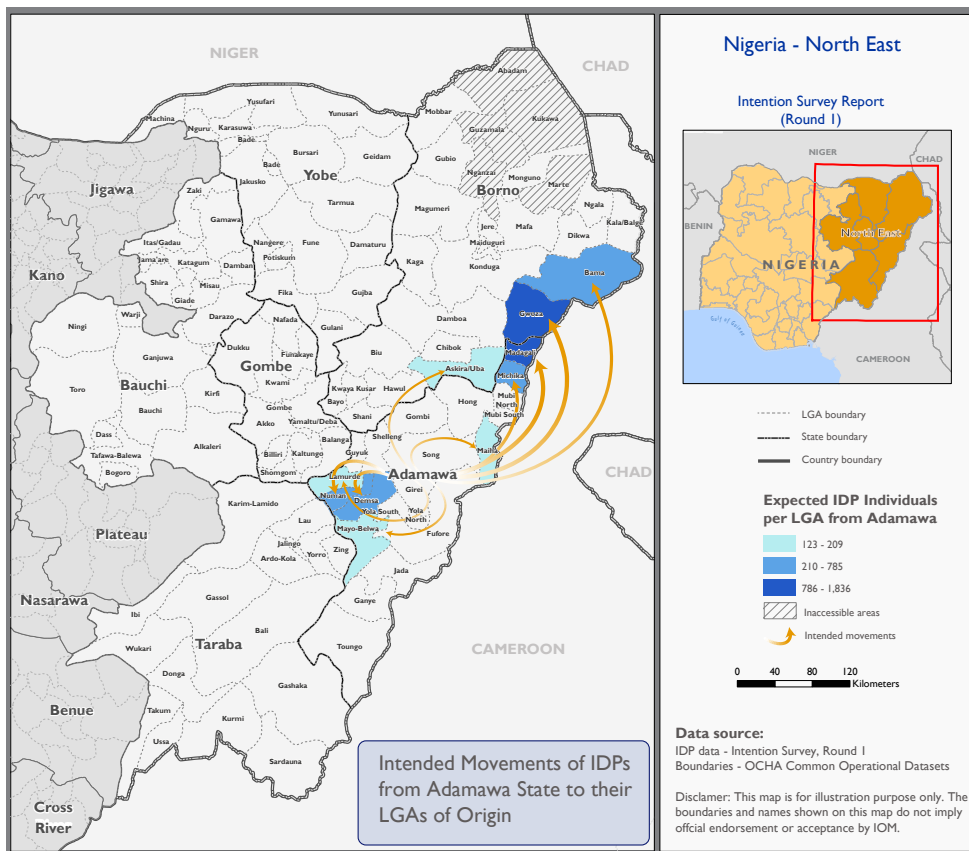 NIGER
CHAD
Abadam
Yusufari
Machina
Yunusari
Mobbar
Kukawa
Nguru
Karasuwa
Guzamala
Bade
Bursari
Geidam
Gubio
Bade
Nganzai
Monguno
Jigawa
Yobe
Jakusko
Borno
Marte
Zaki
Tarmua
Magumeri
Gamawa
Ngala
Jere
Mafa
Kala/Balge
Itas/Gadau
Nangere
Fune
Damaturu
Maiduguri
Dikwa
Jama'are
Katagum
Damban
Potiskum
Kaga
Konduga
Kano
Shira
Misau
Bama
Giade
Fika
Gujba
Warji
Darazo
Nafada
Gwoza
Ningi
Gulani
Damboa
Dukku
Funakaye
Chibok
Madagali
Ganjuwa
Biu
Gombe
Askira/Uba
Michika
Toro
Bauchi
Kirfi
Kwami
Kwaya Kusar
Hawul
Mubi
North
Bayo
Hong
Bauchi
Gombe
Shani
Gombi
Mubi South
Akko
Yamaltu/Deba
Dass
Alkaleri
Balanga
Shelleng
Tafawa-Balewa
Billiri
Kaltungo
Guyuk
Song
Maiha
Bogoro
Shomgom
Adamawa
CHAD
Lamurde
Girei
Karim-Lamido
Numan
Demsa
Yola South
Yola
North
Lau
Mayo-Belwa
Fufore
Plateau
Jalingo
Yorro
Zing
Ardo-Kola
Jada
Nasarawa
Gassol
Ganye
Ibi
Bali
Taraba
Toungo
CAMEROON
Wukari
Donga
Gashaka
Benue
Takum
Kurmi
Ussa
Sardauna
Cross
River
Intended Movements of IDPs
from Adamawa State to their
LGAs of Origin
Nigeria - North East
Intention Survey Report
(Round 1)
NIGER
CHAD
BENIN
North East
NIGERIA
Gulf of Guinea
CAMEROON
LGA boundary
State boundary
Country boundary
Expected IDP Individuals
per LGA from Adamawa
123 - 209
210 - 785
786 - 1,836
Inaccessible areas
Intended movements
0 40 80 120
Kilometers
Data source:
IDP data - Intention Survey, Round 1
Boundaries - OCHA Common Operational Datasets
Disclamer: This map is for illustration purpose only. The
boundaries and names shown on this map do not imply
offcial endorsement or acceptance by IOM.